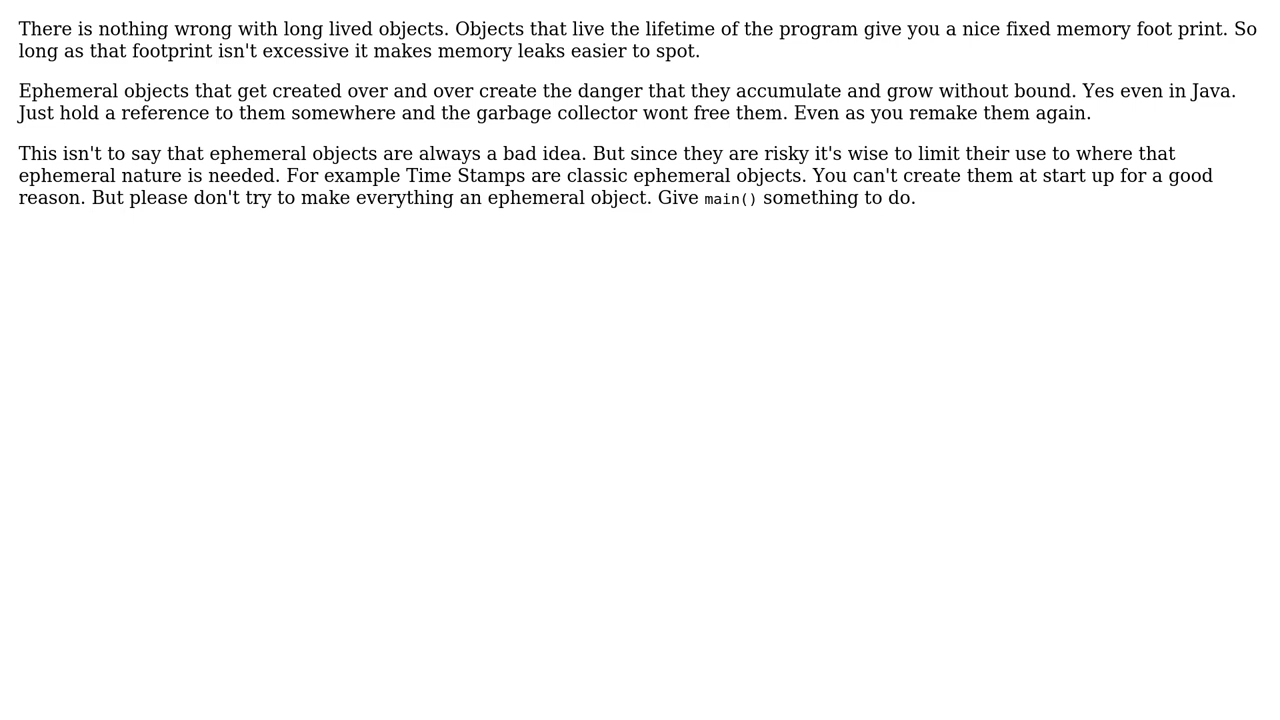 There is nothing wrong with long lived objects. Objects that live the lifetime of the program give you a nice fixed memory foot print. So
long as that footprint isn't excessive it makes memory leaks easier to spot.
Ephemeral objects that get created over and over create the danger that they accumulate and grow without bound. Yes even in Java.
Just hold a reference to them somewhere and the garbage collector wont free them. Even as you remake them again.
This isn't to say that ephemeral objects are always a bad idea. But since they are risky it's wise to limit their use to where that
ephemeral nature is needed. For example Time Stamps are classic ephemeral objects. You can't create them at start up for a good
reason. But please don't try to make everything an ephemeral object. Give main() something to do.